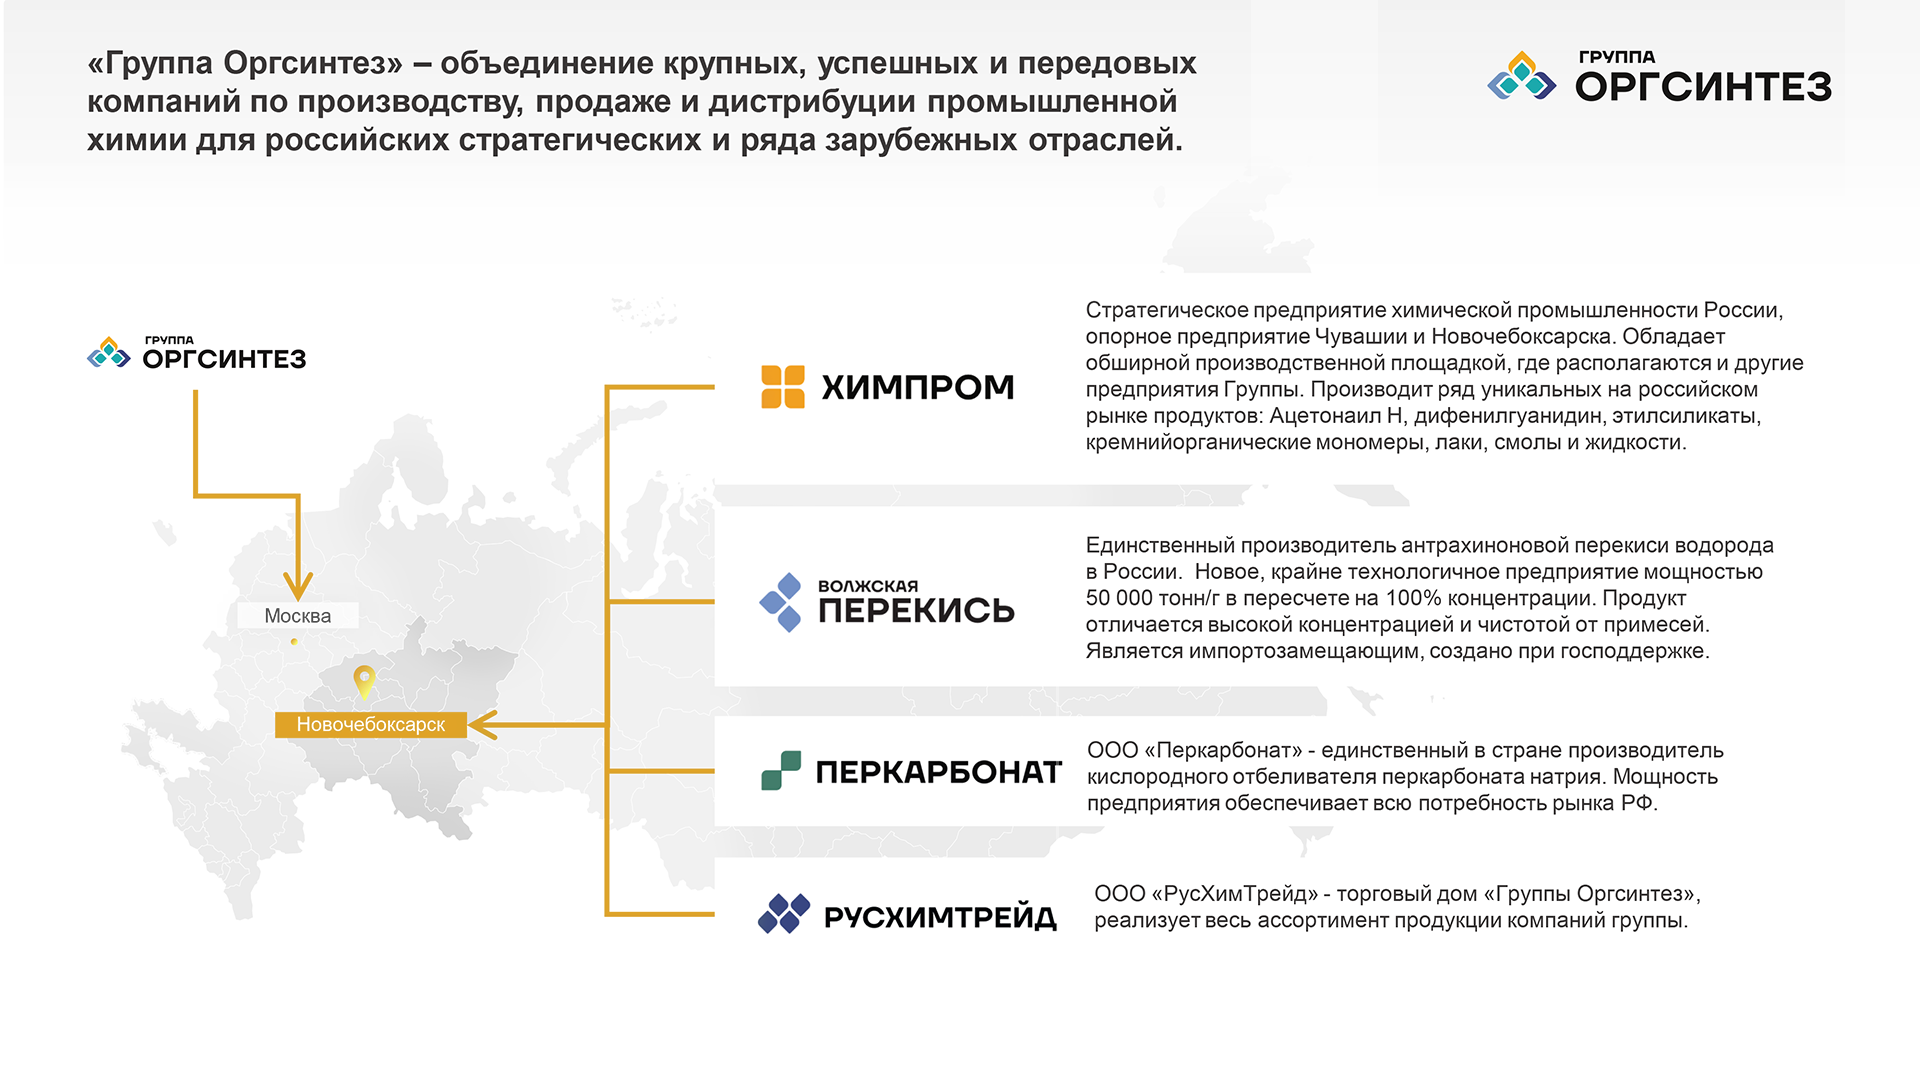 «Группа Оргсинтез» – объединение крупных, успешных и передовых
компаний по производству, продаже и дистрибуции промышленной
химии для российских стратегических и ряда зарубежных отраслей.
ГРУППА
ОРГСИНТЕЗ
ГРУППА
ОРГСИНТЕЗ
Москва
Новочебоксарск
ХИМПРОМ
Стратегическое предприятие химической промышленности России,
опорное предприятие Чувашии и Новочебоксарска. Обладает
обширной производственной площадкой, где располагаются и другие
предприятия Группы. Производит ряд уникальных на российском
рынке продуктов: Ацетонаил Н, дифенилгуанидин, этилсиликаты,
кремнийорганические мономеры, лаки, смолы и жидкости.
ВОЛЖСКАЯ
ПЕРЕКИСЬ
Единственный производитель антрахиноновой перекиси водорода
в России. Новое, крайне технологичное предприятие мощностью
50 000 тонн/г в пересчете на 100% концентрации. Продукт
отличается высокой концентрацией и чистотой от примесей.
Является импортозамещающим, создано при господдержке.
ПЕРКАРБОНАТ
ООО «Перкарбонат» - единственный в стране производитель
кислородного отбеливателя перкарбоната натрия. Мощность
предприятия обеспечивает всю потребность рынка РФ.
РУСХИМТРЕЙД
ООО «РусХимТрейд» - торговый дом «Группы Оргсинтез»,
реализует весь ассортимент продукции компаний группы.